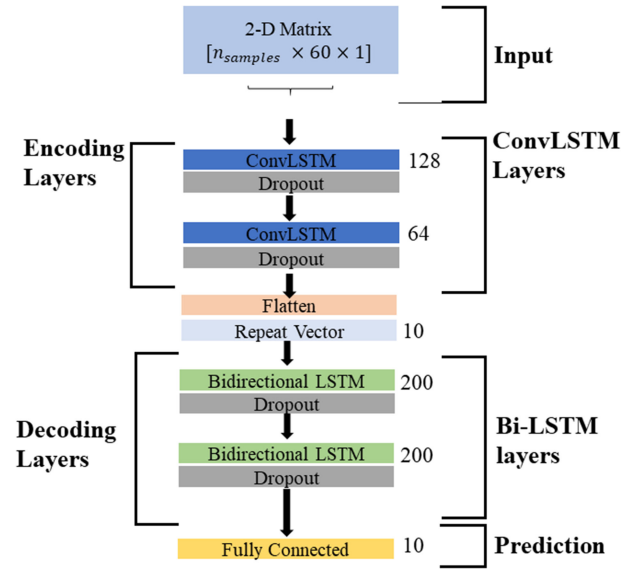 2-D Matrix
[n_samples × 60 × 1]
Input
Encoding
Layers
ConvLSTM
Layers
ConvLSTM 128
Dropout
ConvLSTM 64
Dropout
Flatten
Repeat Vector 10
Decoding
Layers
Bi-LSTM
layers
Bidirectional LSTM 200
Dropout
Bidirectional LSTM 200
Dropout
Fully Connected 10
Prediction